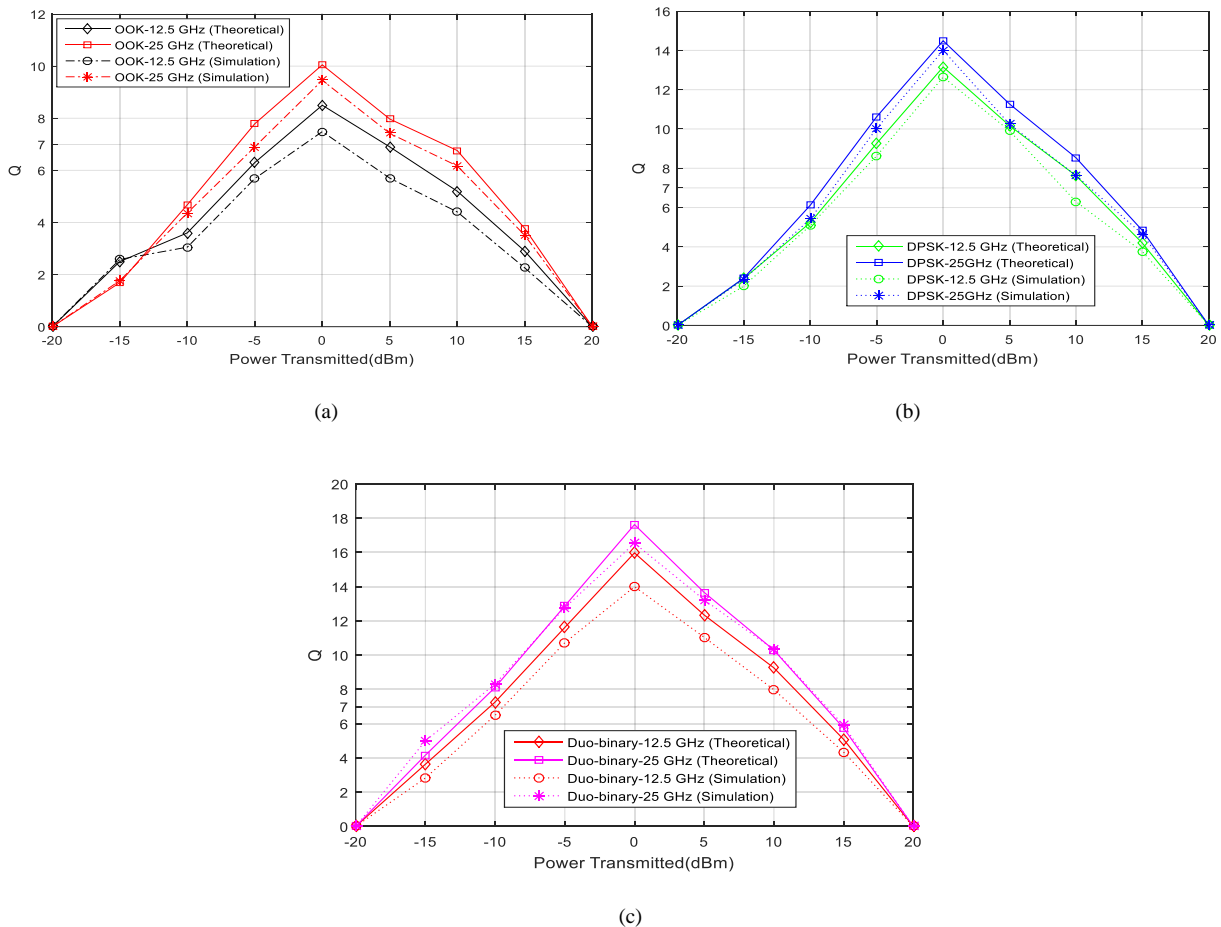 12
10
8
7
6
4
2
0
Q
OOK-12.5 GHz (Theoretical)
OOK-25 GHz (Theoretical)
OOK-12.5 GHz (Simulation)
OOK-25 GHz (Simulation)
-20 -15 -10 -5 0 5 10 15 20
Power Transmitted(dBm)
(a)
16
14
12
10
8
7
6
4
2
0
Q
DPSK-12.5 GHz (Theoretical)
DPSK-25GHz (Theoretical)
DPSK-12.5 GHz (Simulation)
DPSK-25GHz (Simulation)
-20 -15 -10 -5 0 5 10 15 20
Power Transmitted(dBm)
(b)
20
18
16
14
12
10
8
7
6
4
2
0
Q
Duo-binary-12.5 GHz (Theoretical)
Duo-binary-25 GHz (Theoretical)
Duo-binary-12.5 GHz (Simulation)
Duo-binary-25 GHz (Simulation)
-20 -15 -10 -5 0 5 10 15 20
Power Transmitted(dBm)
(c)